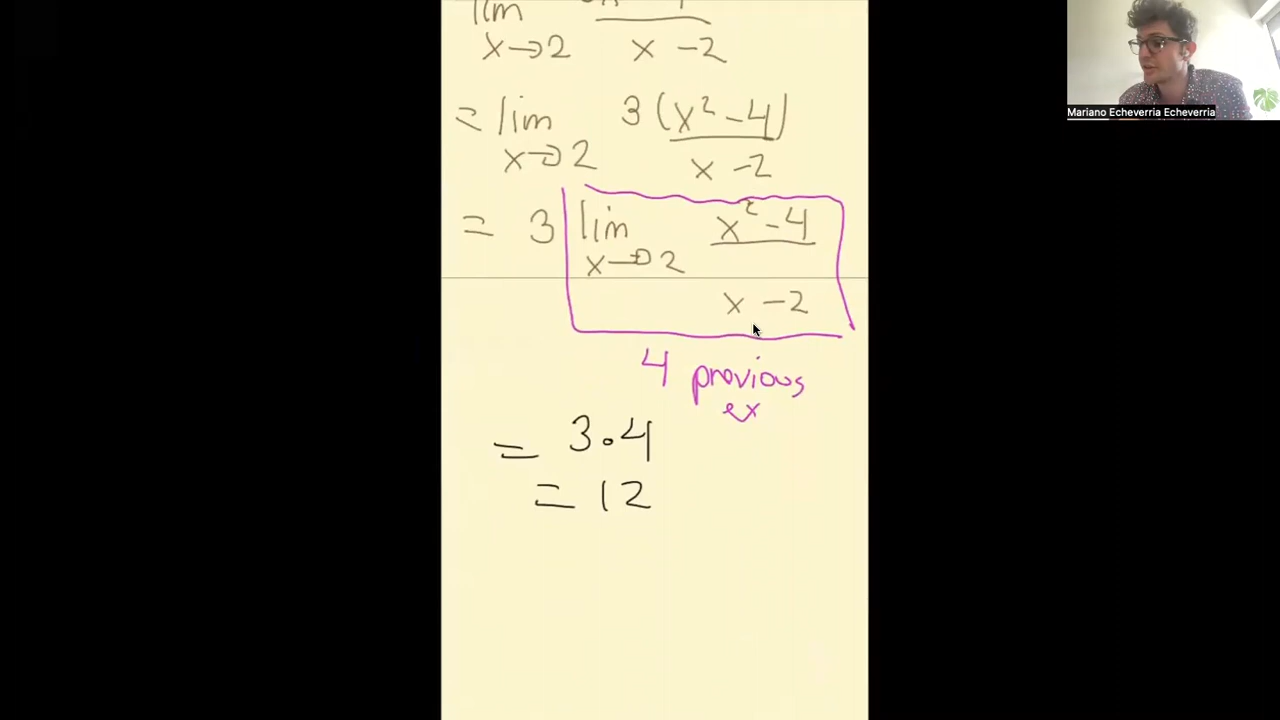 lim
x→2 x -2
= lim 3 (x² -4)
x→2 x -2
= 3 lim x² -4
x→2
x -2
4 previous
ex
= 3·4
= 12
Mariano Echeverria Echeverria